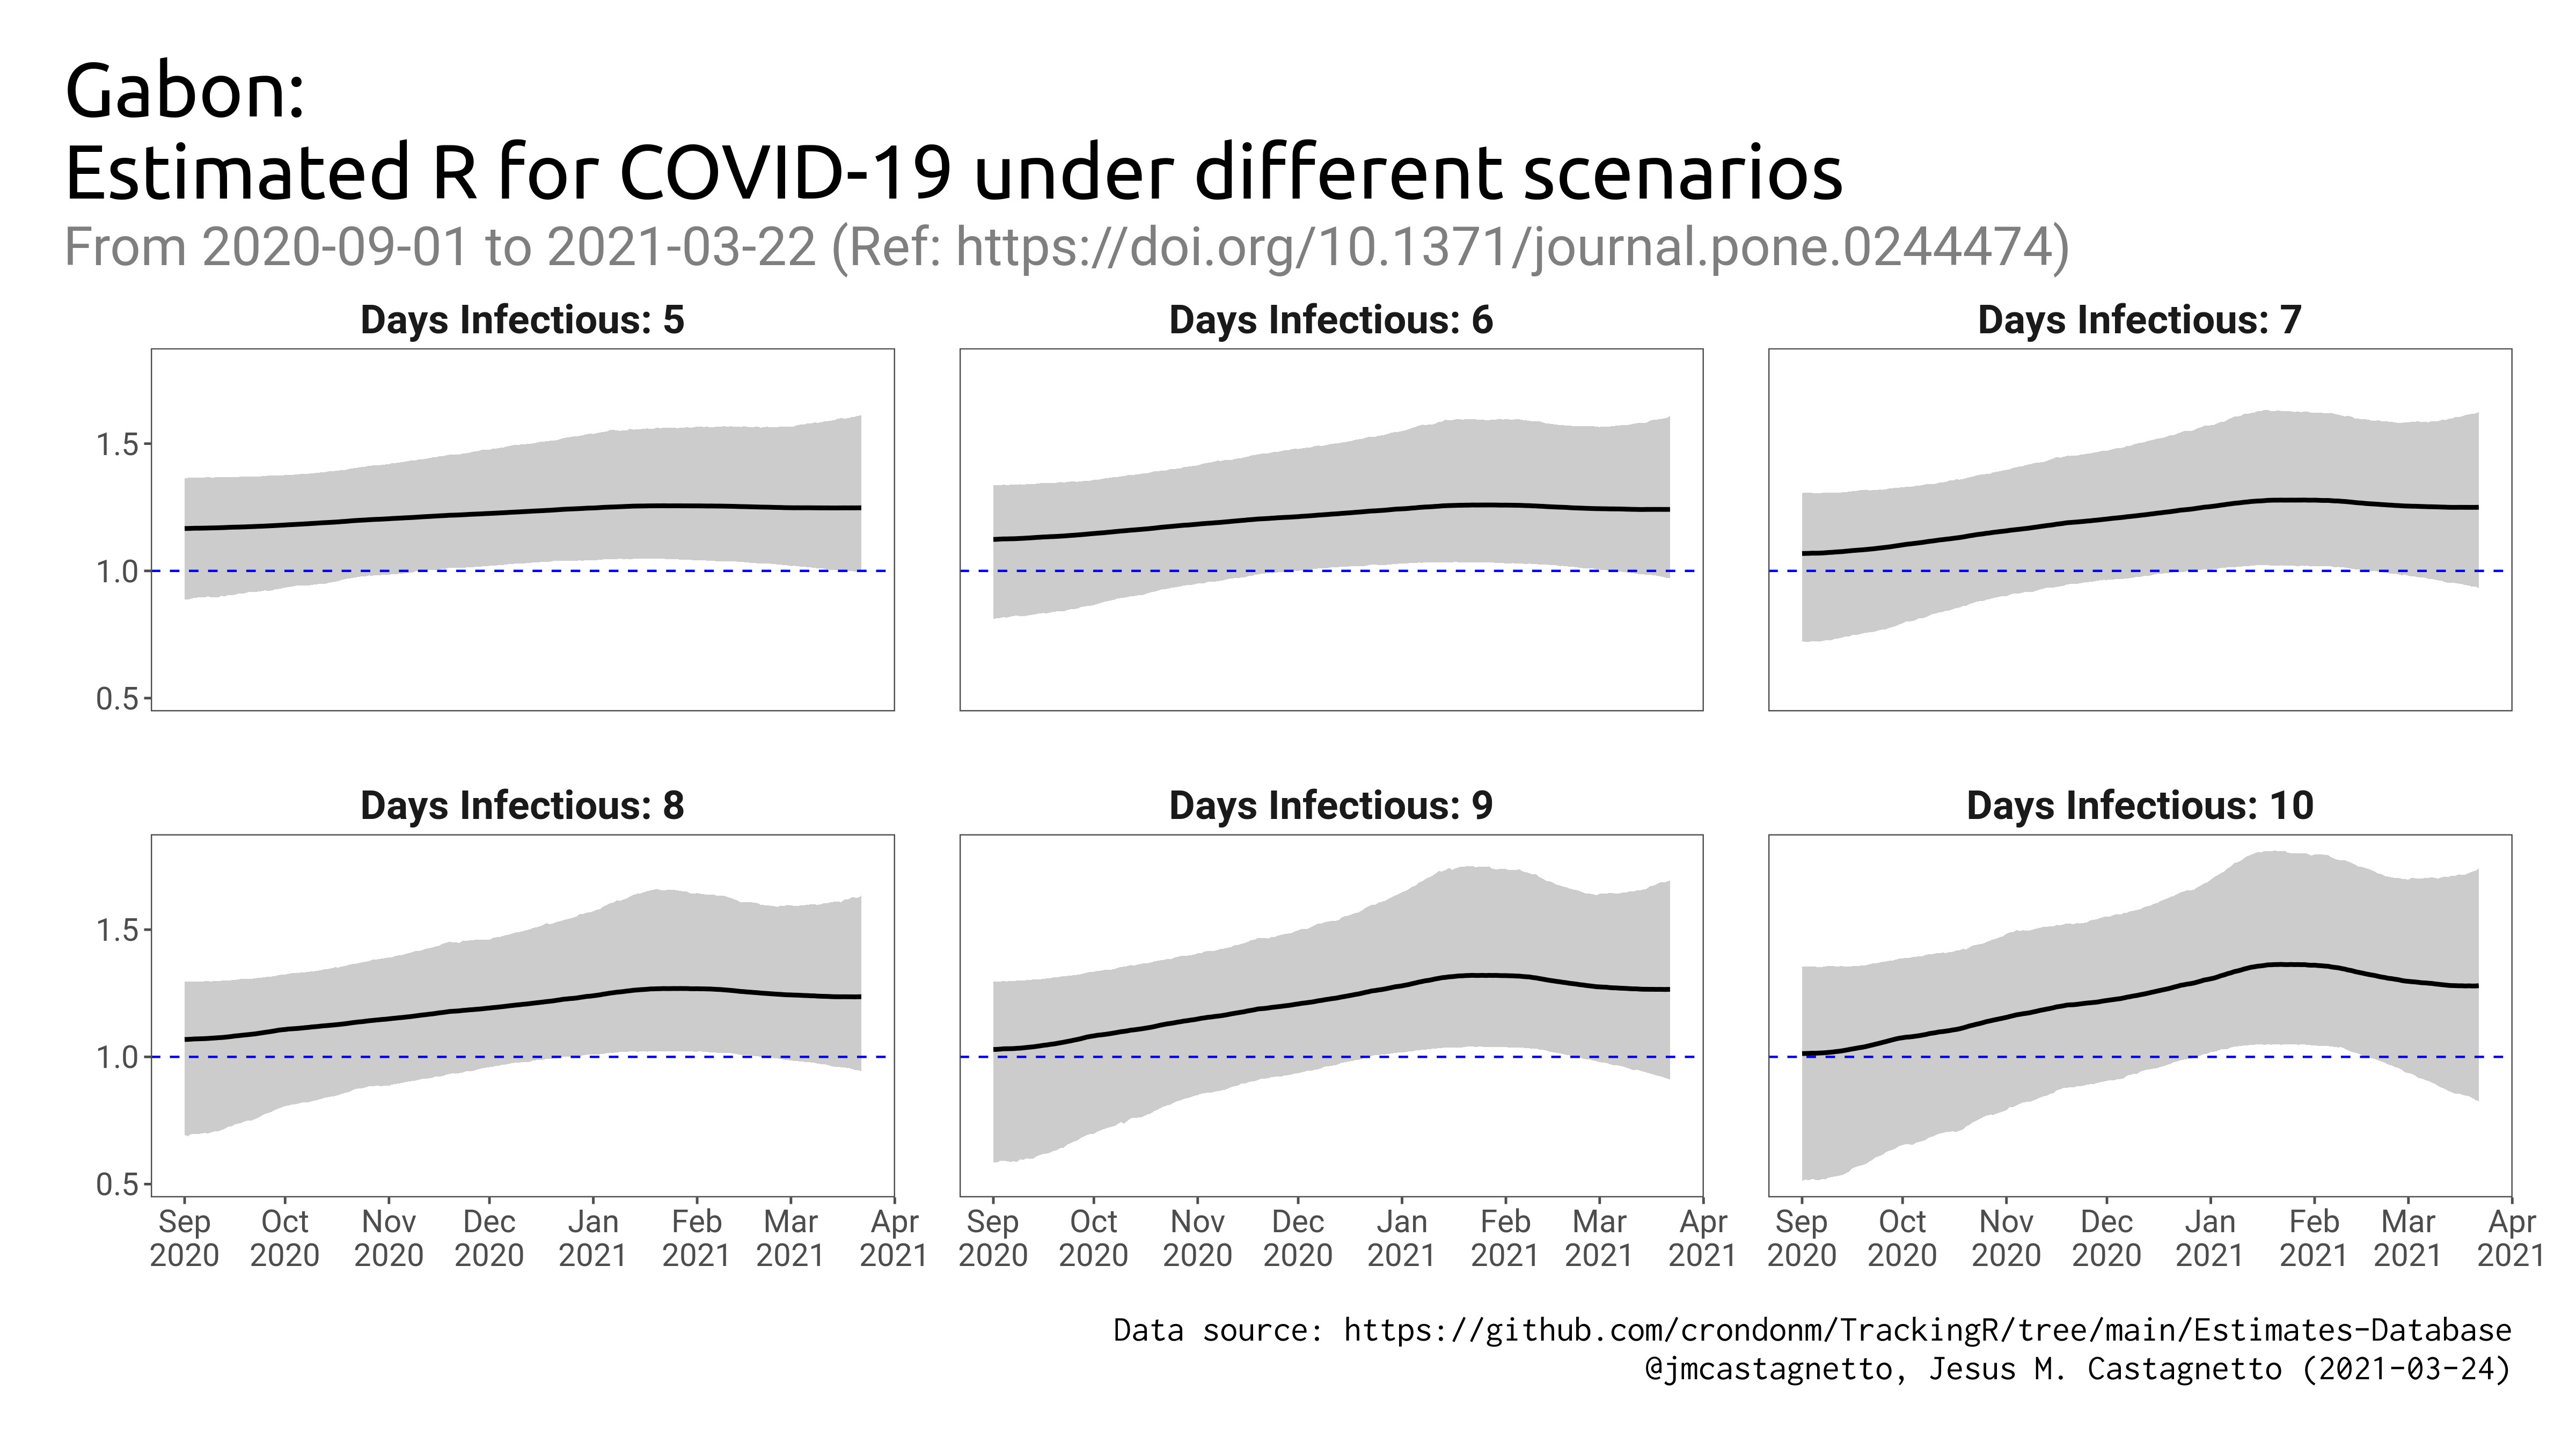 Gabon:
Estimated R for COVID-19 under different scenarios
From 2020-09-01 to 2021-03-22 (Ref: https://doi.org/10.1371/journal.pone.0244474)
Days Infectious: 5
Days Infectious: 6
Days Infectious: 7
1.5
1.0
0.5
Days Infectious: 8
Days Infectious: 9
Days Infectious: 10
1.5
1.0
0.5
Sep Oct Nov Dec Jan Feb Mar Apr
2020 2020 2020 2020 2021 2021 2021 2021
Sep Oct Nov Dec Jan Feb Mar Apr
2020 2020 2020 2020 2021 2021 2021 2021
Sep Oct Nov Dec Jan Feb Mar Apr
2020 2020 2020 2020 2021 2021 2021 2021
Data source: https://github.com/crondonm/TrackingR/tree/main/Estimates-Database
@jmcastagnetto, Jesus M. Castagnetto (2021-03-24)